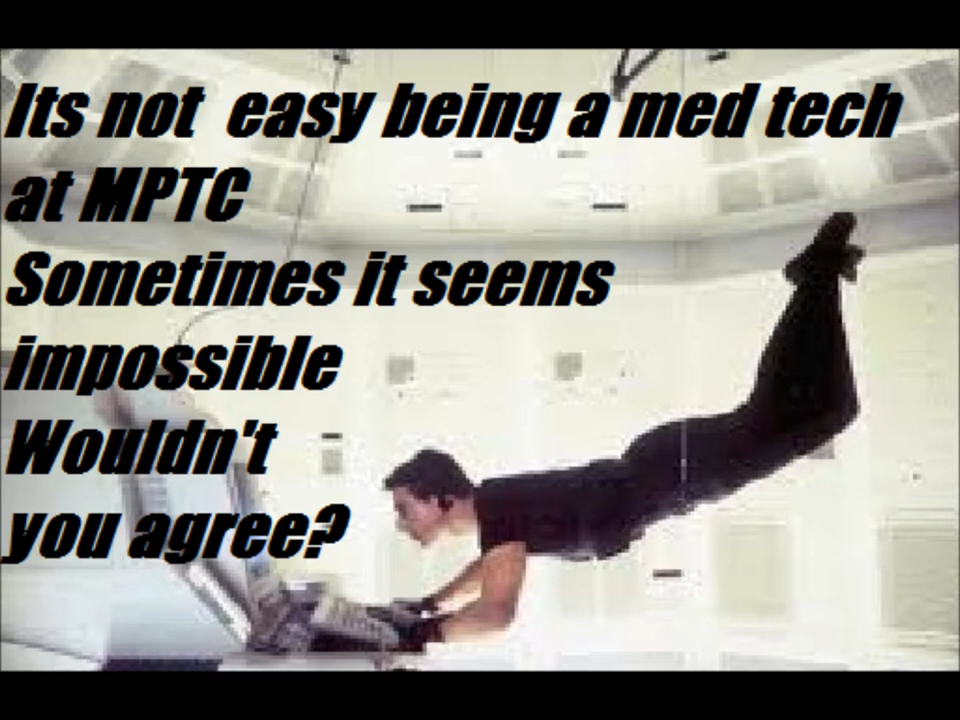 Its not  easy being a med tech
at MPTC
Sometimes it seems
impossible
Wouldn't
you agree?